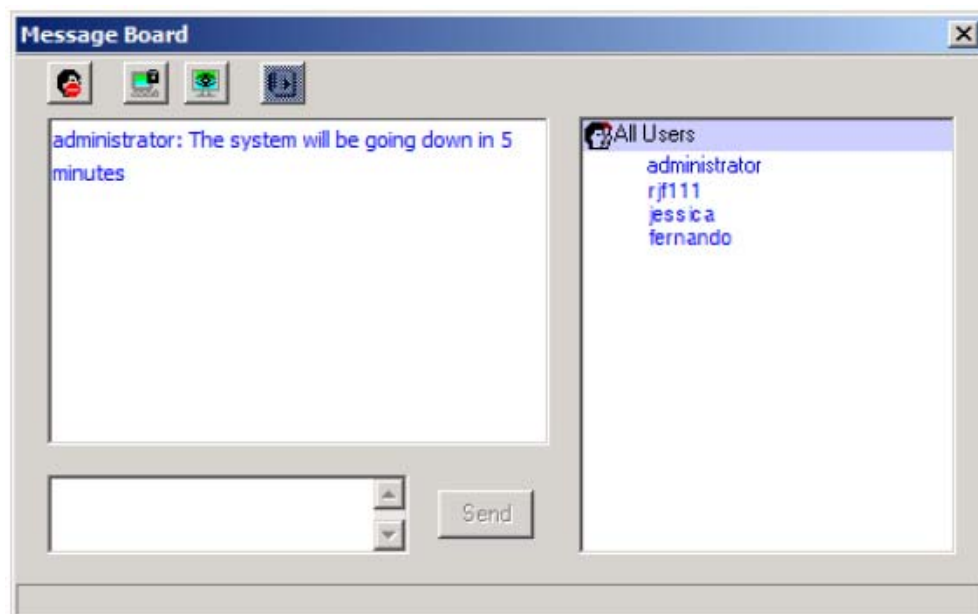 Message Board
administrator: The system will be going down in 5
minutes
All Users
administrator
rjf111
jessica
fernando
Send